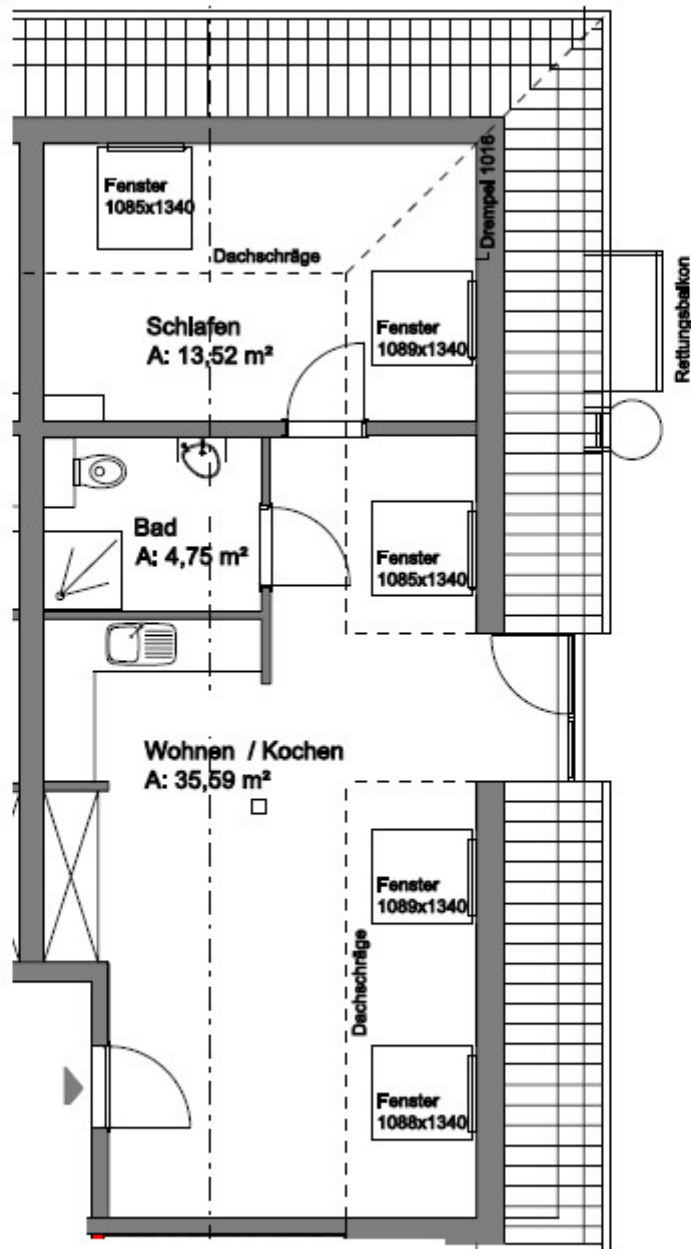 Fenster
1085x1340
Drempel 1016
Dachschräge
Rettungsbalkon
Schlafen
A: 13,52 m²
Fenster
1089x1340
Bad
A: 4,75 m²
Fenster
1085x1340
Wohnen / Kochen
A: 35,59 m²
Fenster
1089x1340
Dachschräge
Fenster
1088x1340